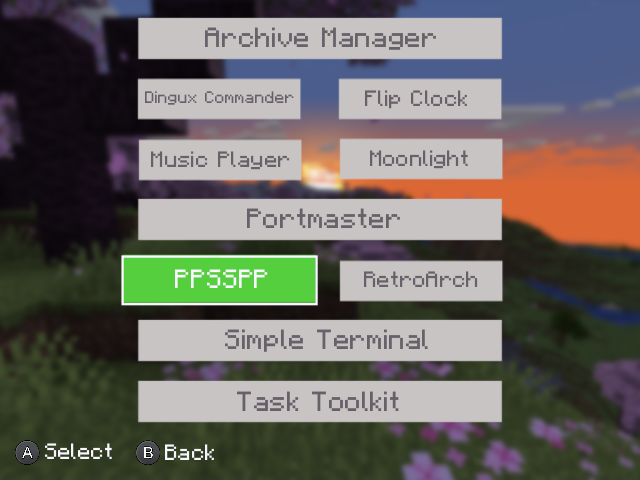 Archive Manager
Dingux Commander
Flip Clock
Music Player
Moonlight
Portmaster
PPSSPP
RetroArch
Simple Terminal
Task Toolkit
A Select B Back